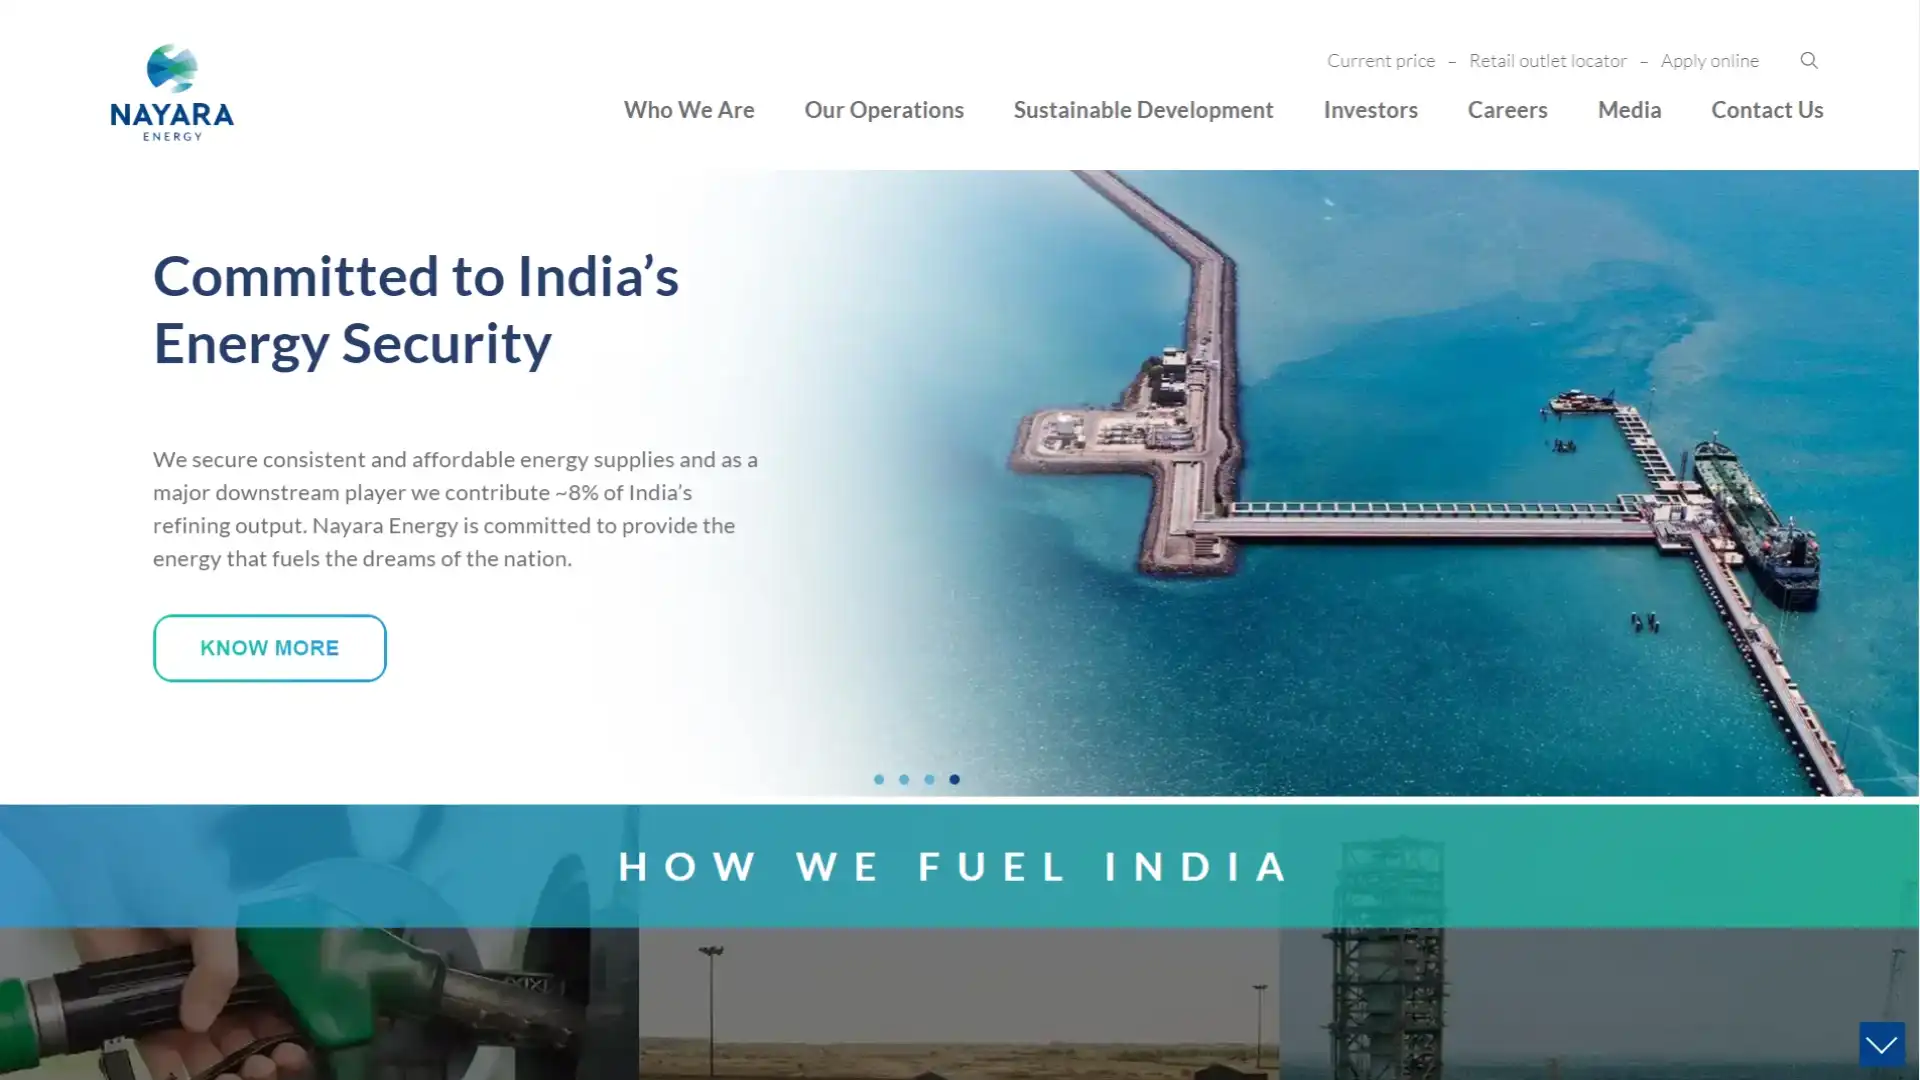 NAYARA
ENERGY
Current price – Retail outlet locator – Apply online
Who We Are Our Operations Sustainable Development Investors Careers Media Contact Us
Committed to India’s
Energy Security
We secure consistent and affordable energy supplies and as a
major downstream player we contribute ~8% of India’s
refining output. Nayara Energy is committed to provide the
energy that fuels the dreams of the nation.
KNOW MORE
HOW WE FUEL INDIA